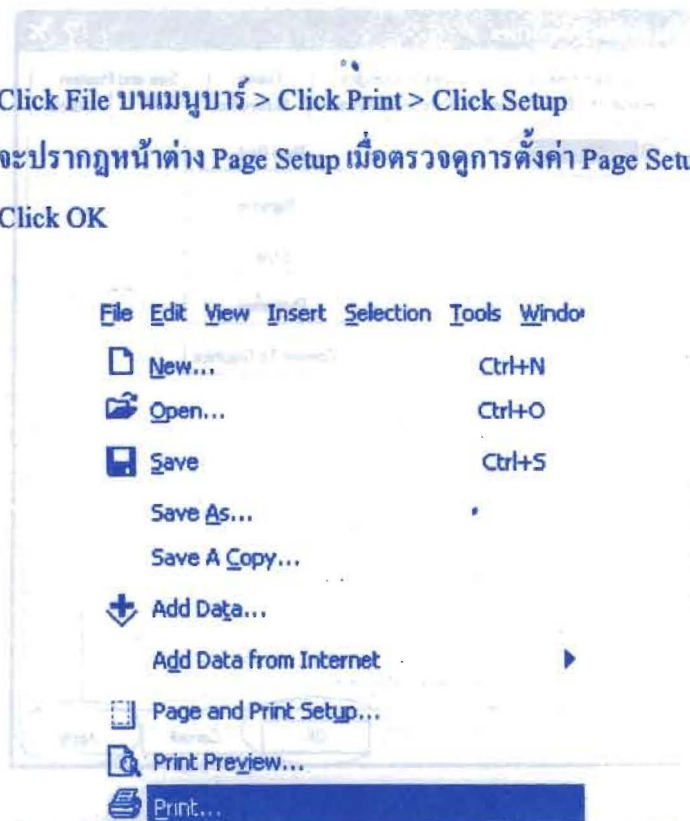 Click File บนเมนูบาร์ > Click Print > Click Setup
จะปรากฏหน้าต่าง Page Setup เมื่อตรวจดูการตั้งค่า Page Setu
Click OK
File Edit View Insert Selection Tools Windo
New... Ctrl+N
Open... Ctrl+O
Save Ctrl+S
Save As...
Save A Copy...
Add Data...
Add Data from Internet
Page and Print Setup...
Print Preview...
Print...